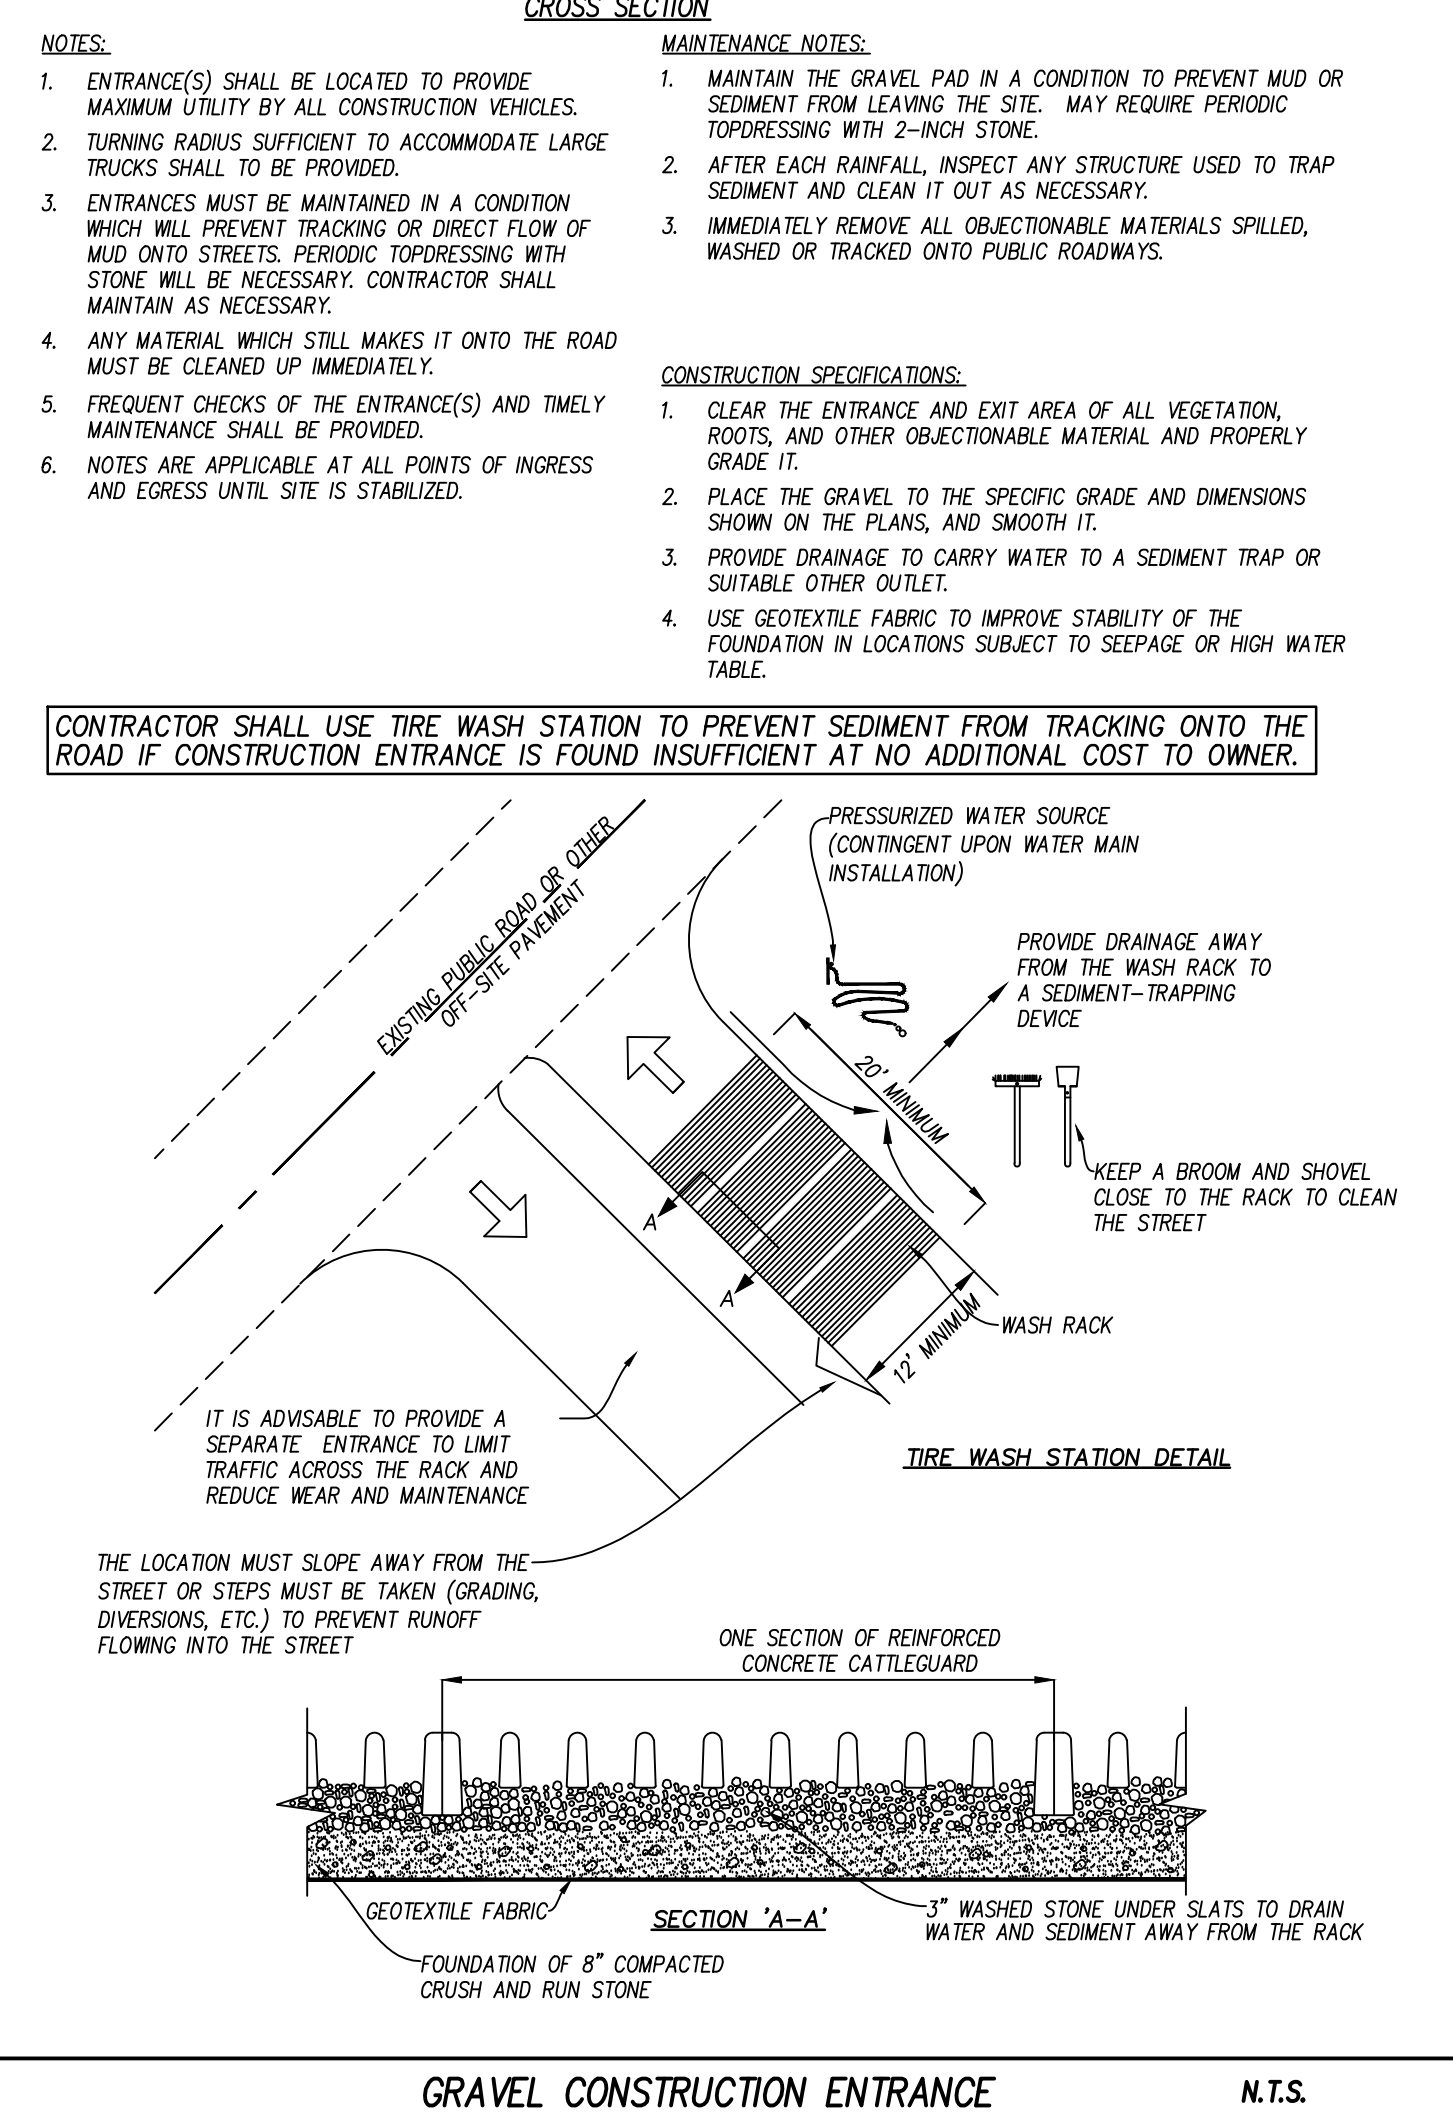 CROSS SECTION
NOTES:
1. ENTRANCE(S) SHALL BE LOCATED TO PROVIDE
MAXIMUM UTILITY BY ALL CONSTRUCTION VEHICLES.
2. TURNING RADIUS SUFFICIENT TO ACCOMMODATE LARGE
TRUCKS SHALL TO BE PROVIDED.
3. ENTRANCES MUST BE MAINTAINED IN A CONDITION
WHICH WILL PREVENT TRACKING OR DIRECT FLOW OF
MUD ONTO STREETS. PERIODIC TOPDRESSING WITH
STONE WILL BE NECESSARY. CONTRACTOR SHALL
MAINTAIN AS NECESSARY.
4. ANY MATERIAL WHICH STILL MAKES IT ONTO THE ROAD
MUST BE CLEANED UP IMMEDIATELY.
5. FREQUENT CHECKS OF THE ENTRANCE(S) AND TIMELY
MAINTENANCE SHALL BE PROVIDED.
6. NOTES ARE APPLICABLE AT ALL POINTS OF INGRESS
AND EGRESS UNTIL SITE IS STABILIZED.
MAINTENANCE NOTES:
1. MAINTAIN THE GRAVEL PAD IN A CONDITION TO PREVENT MUD OR
SEDIMENT FROM LEAVING THE SITE. MAY REQUIRE PERIODIC
TOPDRESSING WITH 2-INCH STONE.
2. AFTER EACH RAINFALL, INSPECT ANY STRUCTURE USED TO TRAP
SEDIMENT AND CLEAN IT OUT AS NECESSARY.
3. IMMEDIATELY REMOVE ALL OBJECTIONABLE MATERIALS SPILLED,
WASHED OR TRACKED ONTO PUBLIC ROADWAYS.
CONSTRUCTION SPECIFICATIONS:
1. CLEAR THE ENTRANCE AND EXIT AREA OF ALL VEGETATION,
ROOTS, AND OTHER OBJECTIONABLE MATERIAL AND PROPERLY
GRADE IT.
2. PLACE THE GRAVEL TO THE SPECIFIC GRADE AND DIMENSIONS
SHOWN ON THE PLANS, AND SMOOTH IT.
3. PROVIDE DRAINAGE TO CARRY WATER TO A SEDIMENT TRAP OR
SUITABLE OTHER OUTLET.
4. USE GEOTEXTILE FABRIC TO IMPROVE STABILITY OF THE
FOUNDATION IN LOCATIONS SUBJECT TO SEEPAGE OR HIGH WATER
TABLE.
CONTRACTOR SHALL USE TIRE WASH STATION TO PREVENT SEDIMENT FROM TRACKING ONTO THE
ROAD IF CONSTRUCTION ENTRANCE IS FOUND INSUFFICIENT AT NO ADDITIONAL COST TO OWNER.
EXISTING PUBLIC ROAD OR OTHER
OFF-SITE PAVEMENT
PRESSURIZED WATER SOURCE
(CONTINGENT UPON WATER MAIN
INSTALLATION)
PROVIDE DRAINAGE AWAY
FROM THE WASH RACK TO
A SEDIMENT-TRAPPING
DEVICE
20' MINIMUM
KEEP A BROOM AND SHOVEL
CLOSE TO THE RACK TO CLEAN
THE STREET
A
A
WASH RACK
12' MINIMUM
IT IS ADVISABLE TO PROVIDE A
SEPARATE ENTRANCE TO LIMIT
TRAFFIC ACROSS THE RACK AND
REDUCE WEAR AND MAINTENANCE
TIRE WASH STATION DETAIL
THE LOCATION MUST SLOPE AWAY FROM THE
STREET OR STEPS MUST BE TAKEN (GRADING,
DIVERSIONS, ETC.) TO PREVENT RUNOFF
FLOWING INTO THE STREET
ONE SECTION OF REINFORCED
CONCRETE CATTLEGUARD
GEOTEXTILE FABRIC
SECTION 'A-A'
3" WASHED STONE UNDER SLATS TO DRAIN
WATER AND SEDIMENT AWAY FROM THE RACK
FOUNDATION OF 8" COMPACTED
CRUSH AND RUN STONE
GRAVEL CONSTRUCTION ENTRANCE
N.T.S.